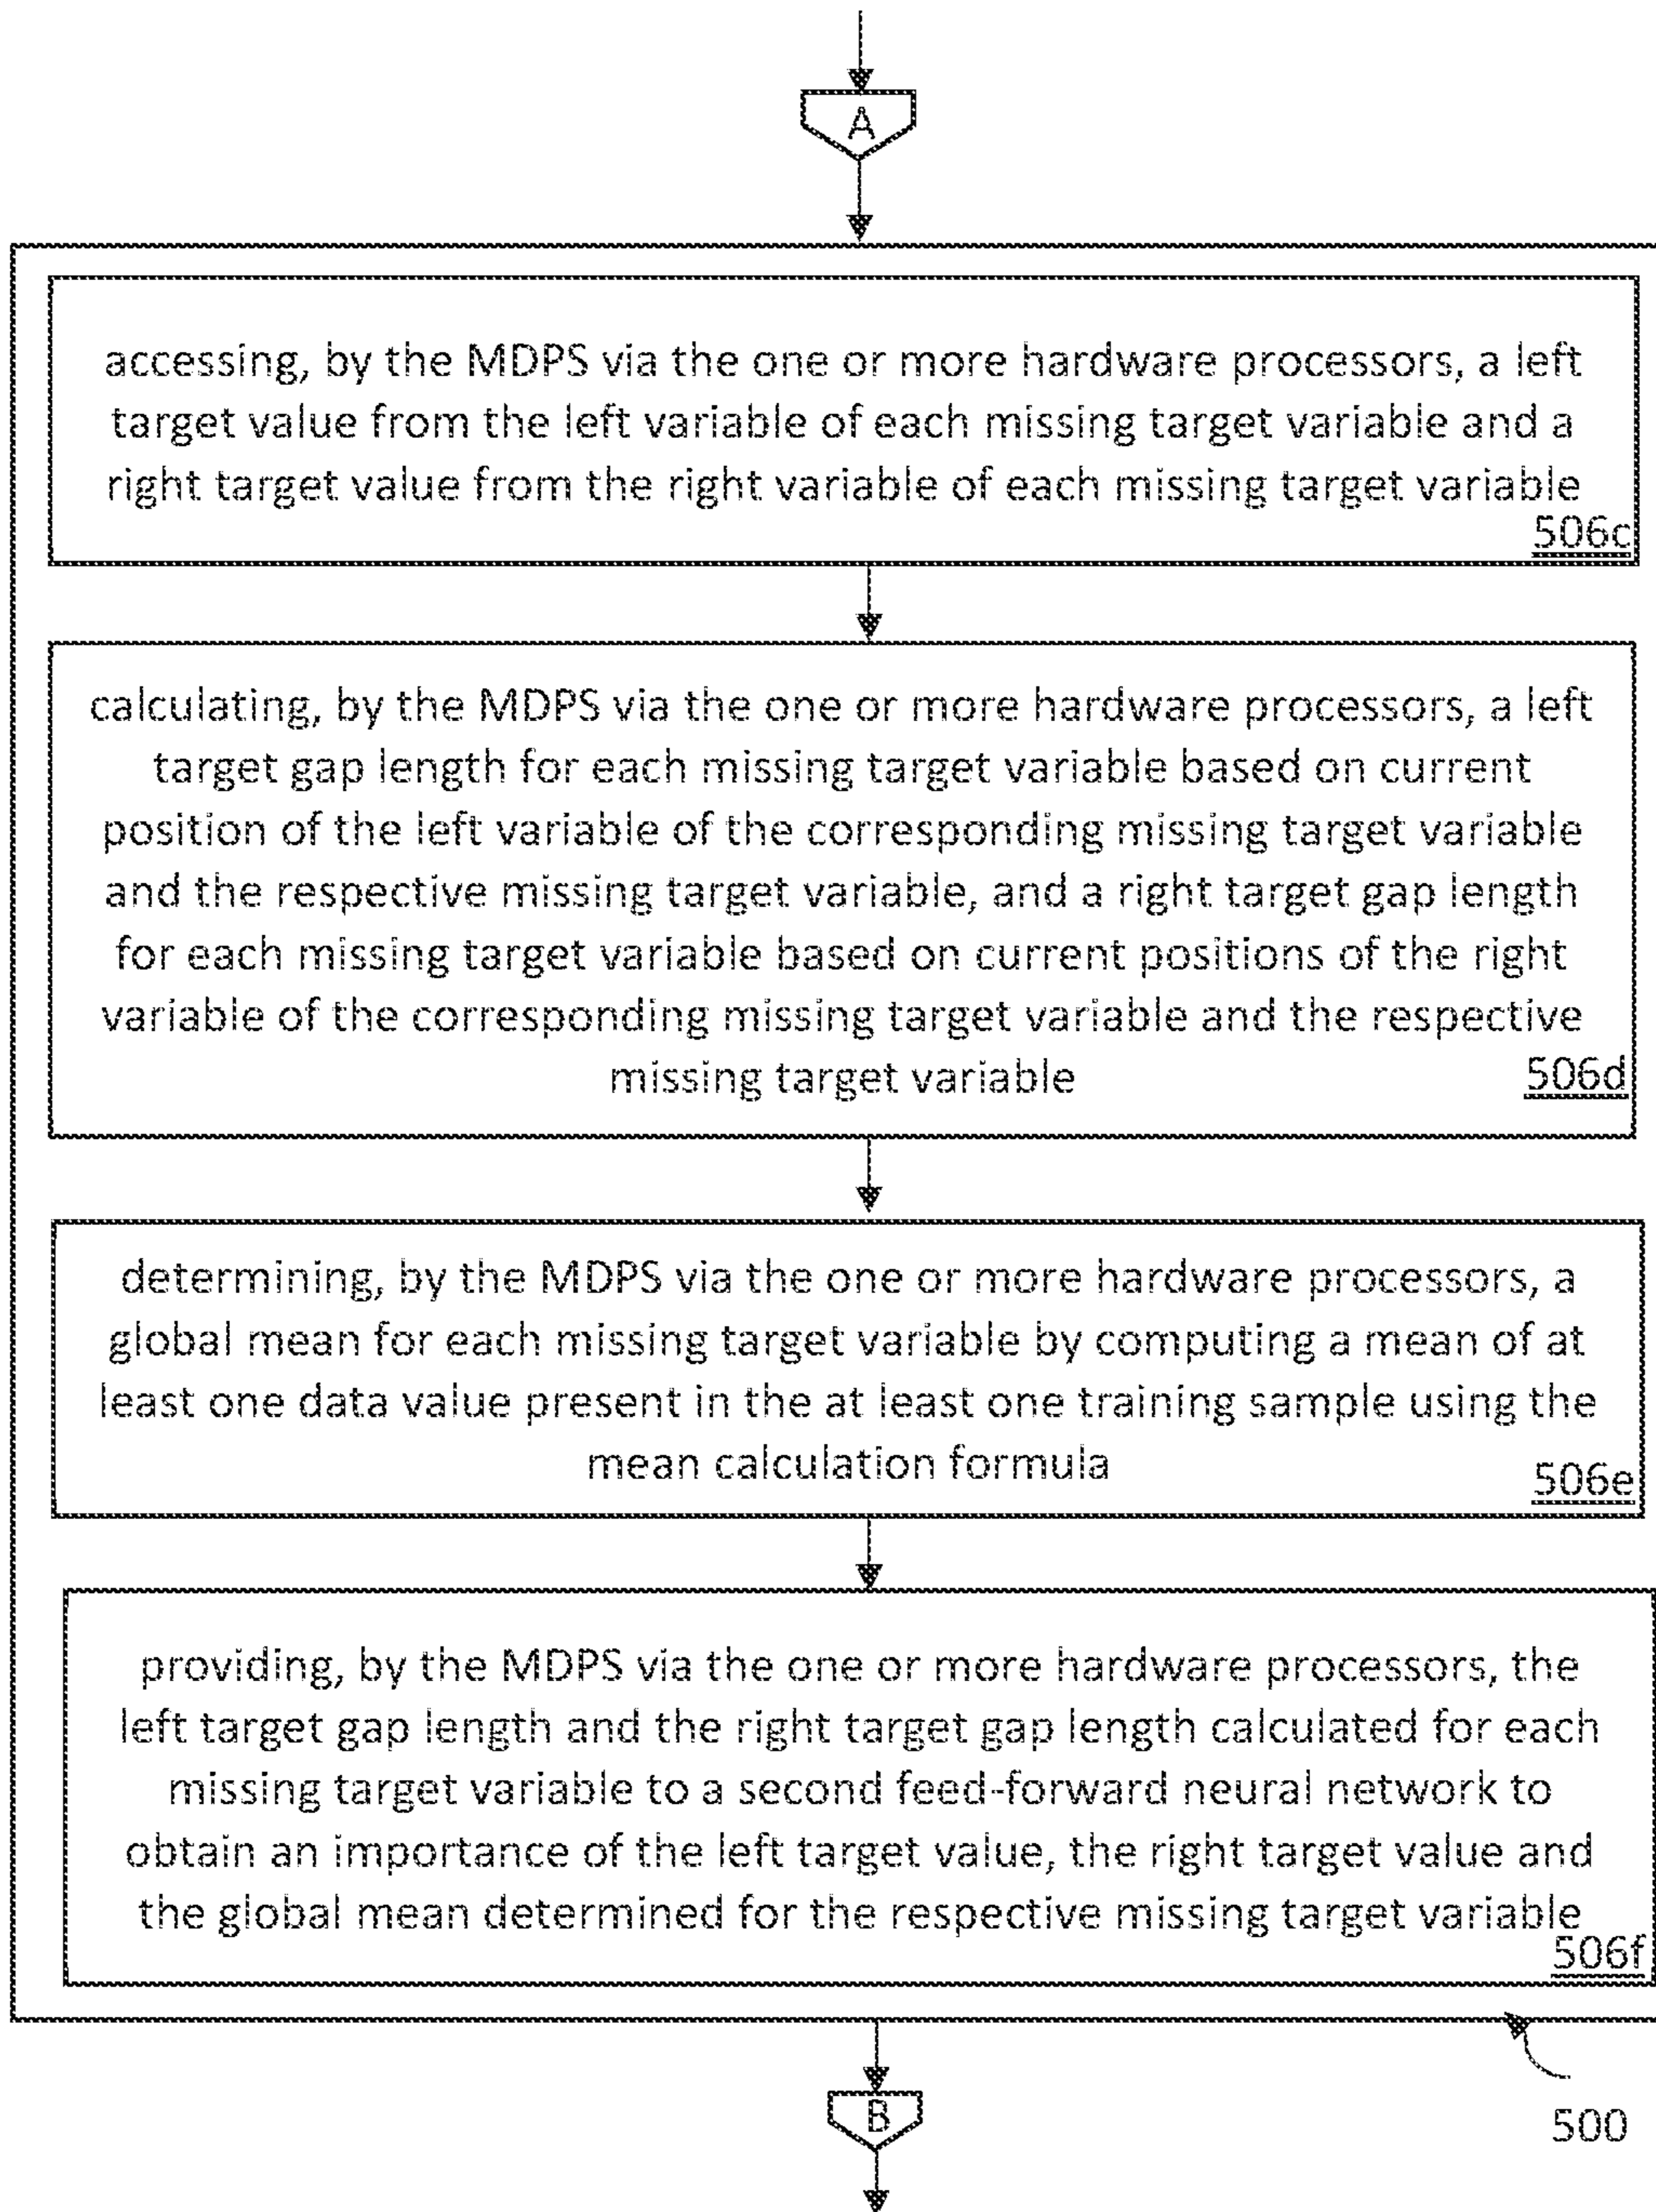 A
accessing, by the MDPS via the one or more hardware processors, a left
target value from the left variable of each missing target variable and a
right target value from the right variable of each missing target variable
506c
calculating, by the MDPS via the one or more hardware processors, a left
target gap length for each missing target variable based on current
position of the left variable of the corresponding missing target variable
and the respective missing target variable, and a right target gap length
for each missing target variable based on current positions of the right
variable of the corresponding missing target variable and the respective
missing target variable
506d
determining, by the MDPS via the one or more hardware processors, a
global mean for each missing target variable by computing a mean of at
least one data value present in the at least one training sample using the
mean calculation formula
506e
providing, by the MDPS via the one or more hardware processors, the
left target gap length and the right target gap length calculated for each
missing target variable to a second feed-forward neural network to
obtain an importance of the left target value, the right target value and
the global mean determined for the respective missing target variable
506f
B
500